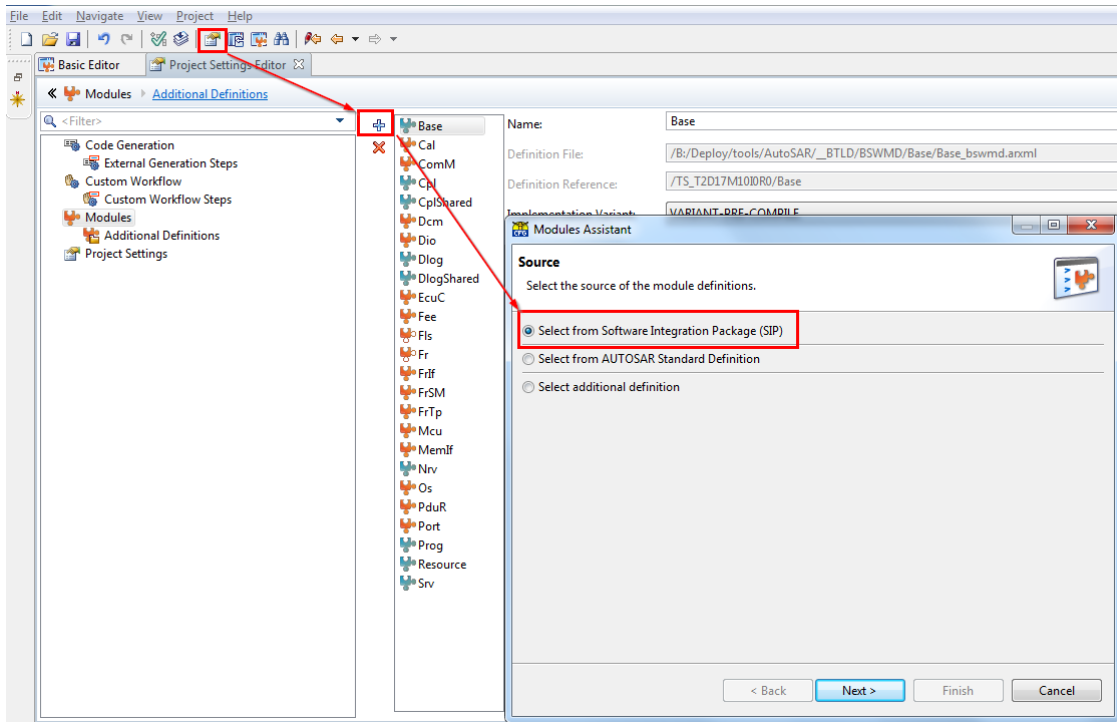 File Edit Navigate View Project Help
Basic Editor Project Settings Editor
Modules Additional Definitions
<Filter>
Code Generation
External Generation Steps
Custom Workflow
Custom Workflow Steps
Modules
Additional Definitions
Project Settings
Base
Cal
ComM
Cpl
CplShared
Dcm
Dio
Dlog
DlogShared
EcuC
Fee
Fls
Fr
FrIf
FrSM
FrTp
Mcu
MemIf
Nrv
Os
PduR
Port
Prog
Resource
Srv
Name: Base
Definition File: /B:/Deploy/tools/AutoSAR/__BTLD/BSWMD/Base/Base_bswmd.arxml
Definition Reference: /TS_T2D17M10I0R0/Base
Implementation Variant: VARIANT-PRE-COMPILE
Modules Assistant
Source
Select the source of the module definitions.
Select from Software Integration Package (SIP)
Select from AUTOSAR Standard Definition
Select additional definition
< Back Next > Finish Cancel